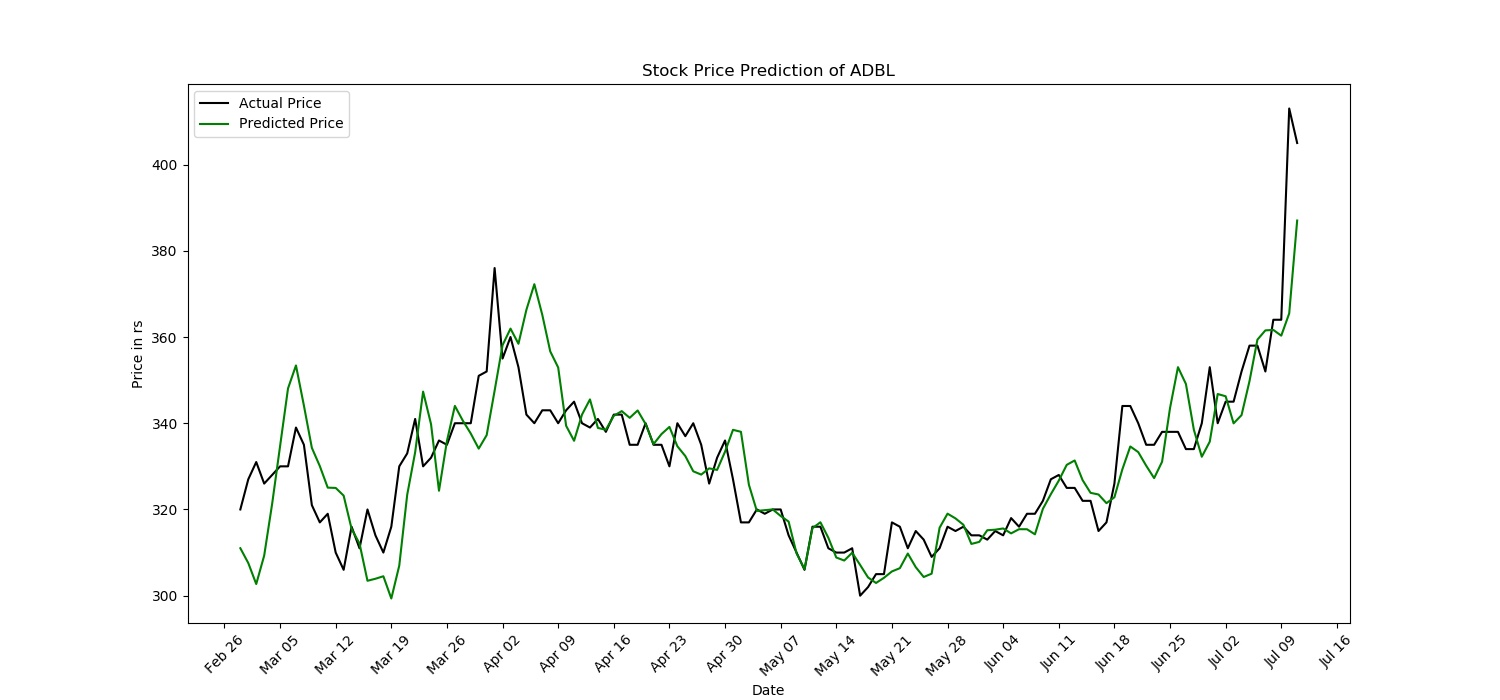 Stock Price Prediction of ADBL
Actual Price
Predicted Price
400
380
360
340
320
300
Price in rs
Feb 26
Mar 05
Mar 12
Mar 19
Mar 26
Apr 02
Apr 09
Apr 16
Apr 23
Apr 30
May 07
May 14
May 21
May 28
Jun 04
Jun 11
Jun 18
Jun 25
Jul 02
Jul 09
Jul 16
Date